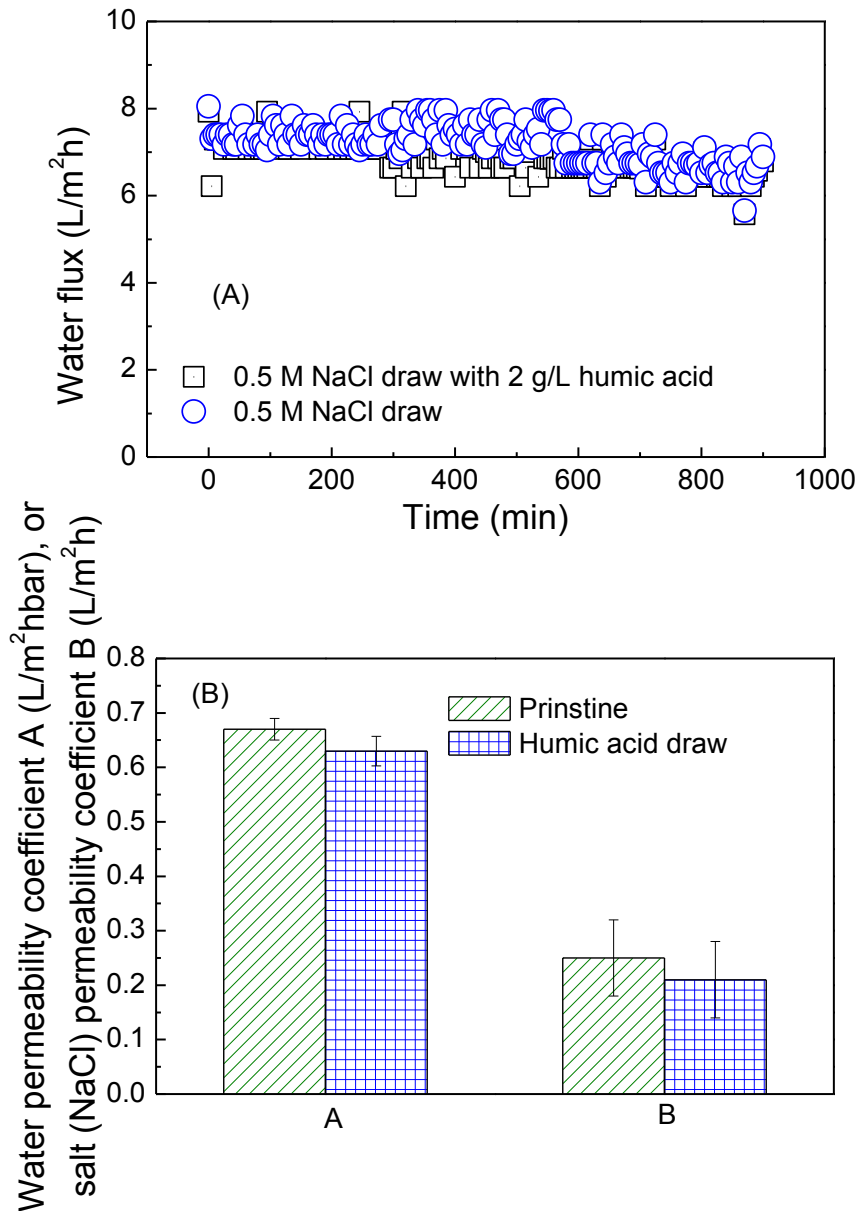 10
8
6
4
2
0
Water flux (L/m²h)
(A)
0.5 M NaCl draw with 2 g/L humic acid
0.5 M NaCl draw
0 200 400 600 800 1000
Time (min)
Water permeability coefficient A (L/m²hbar), or
salt (NaCl) permeability coefficient B (L/m²h)
0.8
0.7
0.6
0.5
0.4
0.3
0.2
0.1
0.0
(B)
Prinstine
Humic acid draw
A B